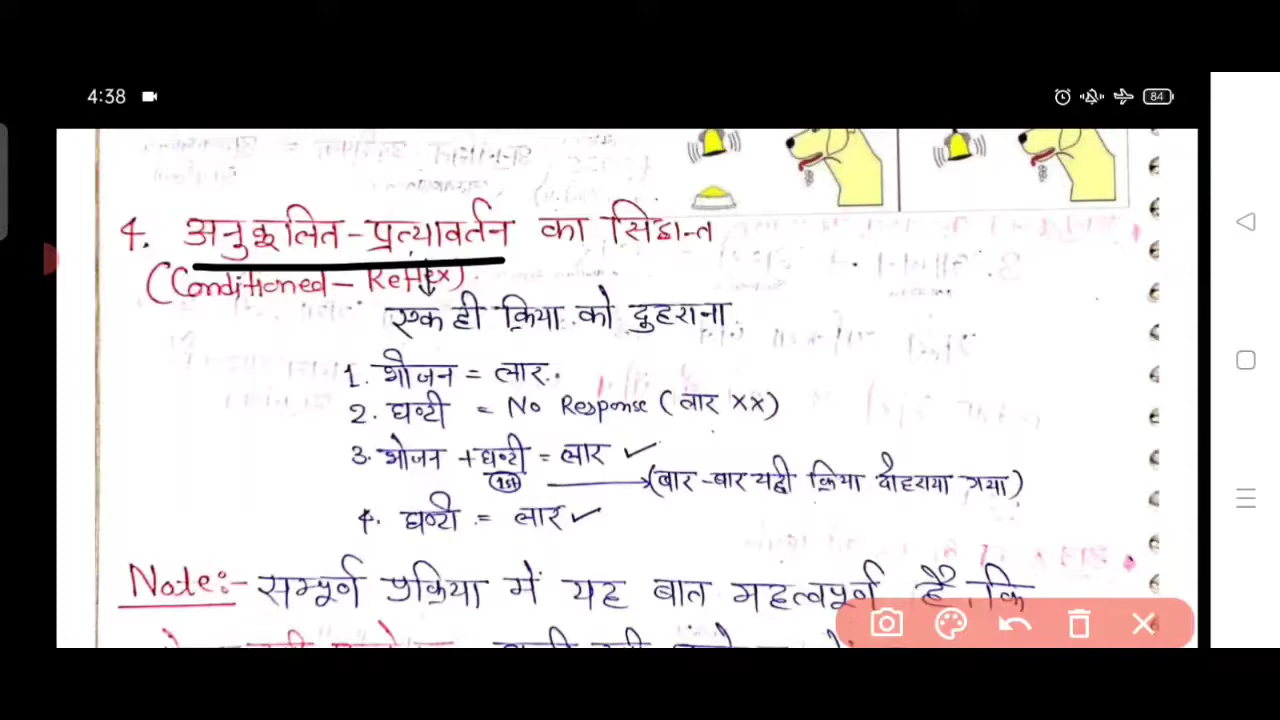 4:38
84
4. अनुकूलित-प्रत्यावर्तन का सिद्धान्त
(Conditioned-Reflex).
एक ही क्रिया को दुहराना
1. भोजन = लार.
2. घण्टी = No Response (लार xx)
3. भोजन + घण्टी = लार ✓
1st (बार-बार यही क्रिया दोहराया गया)
4. घण्टी = लार ✓
Note:- सम्पूर्ण प्रक्रिया में यह बात महत्वपूर्ण है कि